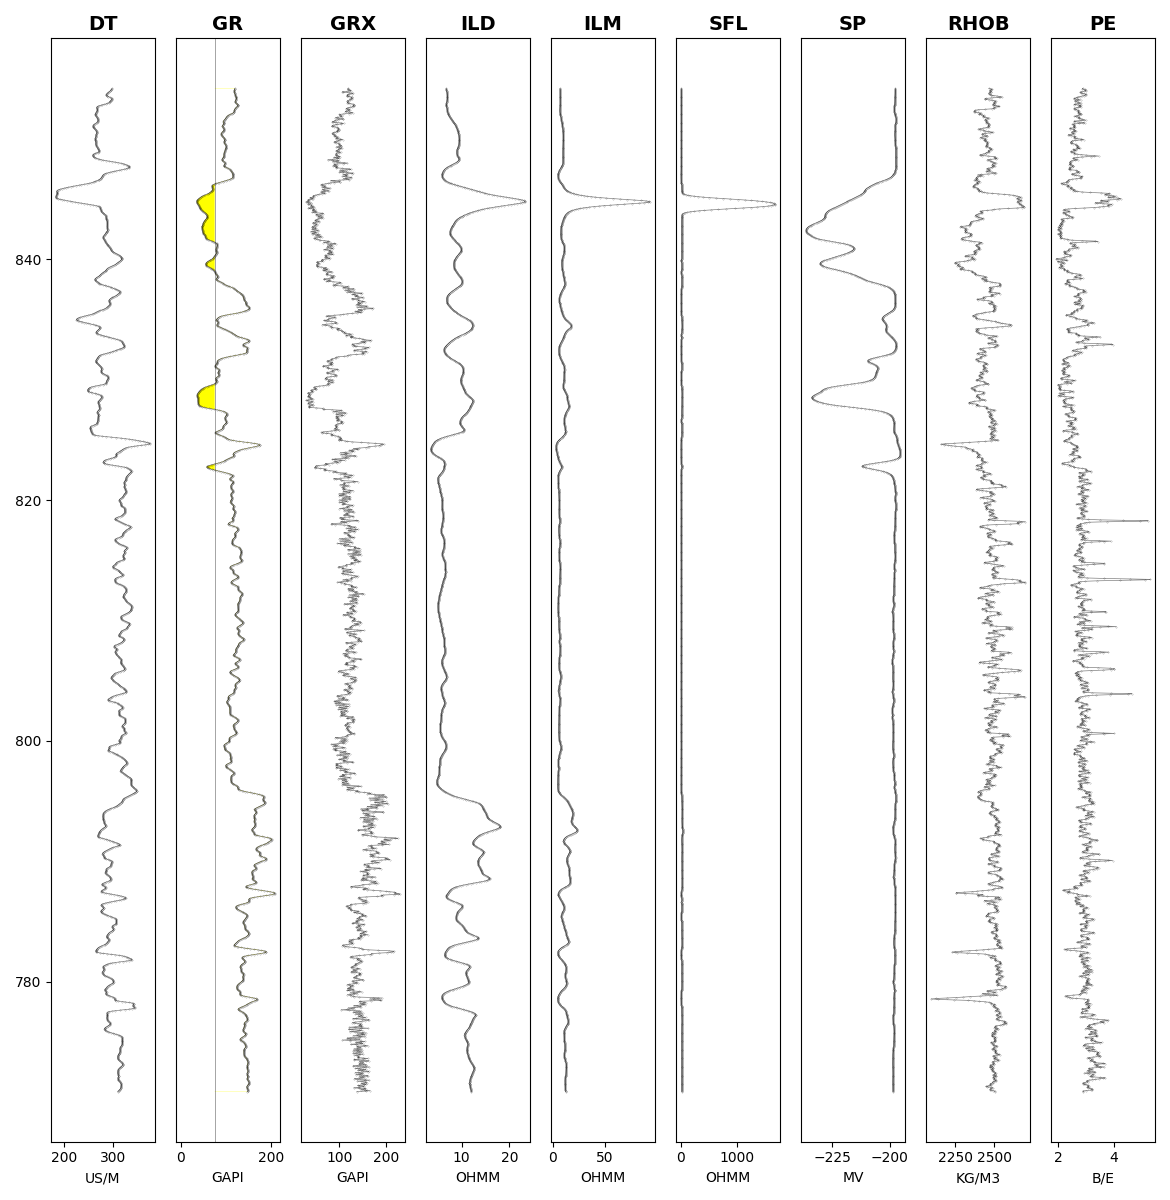 DT GR GRX ILD ILM SFL SP RHOB PE
840
820
800
780
200 300 0 200 100 200 10 20 0 50 0 1000 −225 −200 2250 2500 2 4
US/M GAPI GAPI OHMM OHMM OHMM MV KG/M3 B/E